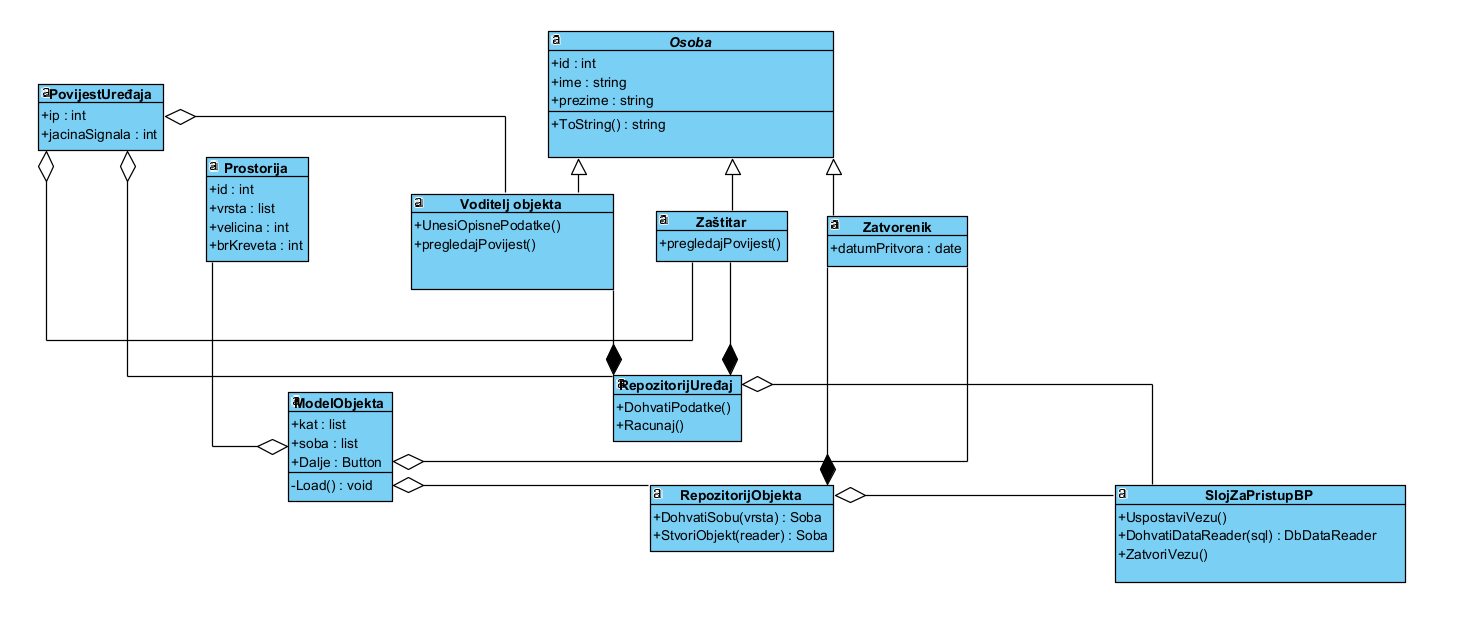 Osoba
+id : int
+ime : string
+prezime : string
+ToString() : string
PovijestUređaja
+ip : int
+jacinaSignala : int
Prostorija
+id : int
+vrsta : list
+velicina : int
+brKreveta : int
Voditelj objekta
+UnesiOpisnePodatke()
+pregledajPovijest()
Zaštitar
+pregledajPovijest()
Zatvorenik
+datumPritvora : date
RepozitorijUređaj
+DohvatiPodatke()
+Racunaj()
ModelObjekta
+kat : list
+soba : list
+Dalje : Button
-Load() : void
RepozitorijObjekta
+DohvatiSobu(vrsta) : Soba
+StvoriObjekt(reader) : Soba
SlojZaPristupBP
+UspostaviVezu()
+DohvatiDataReader(sql) : DbDataReader
+ZatvoriVezu()